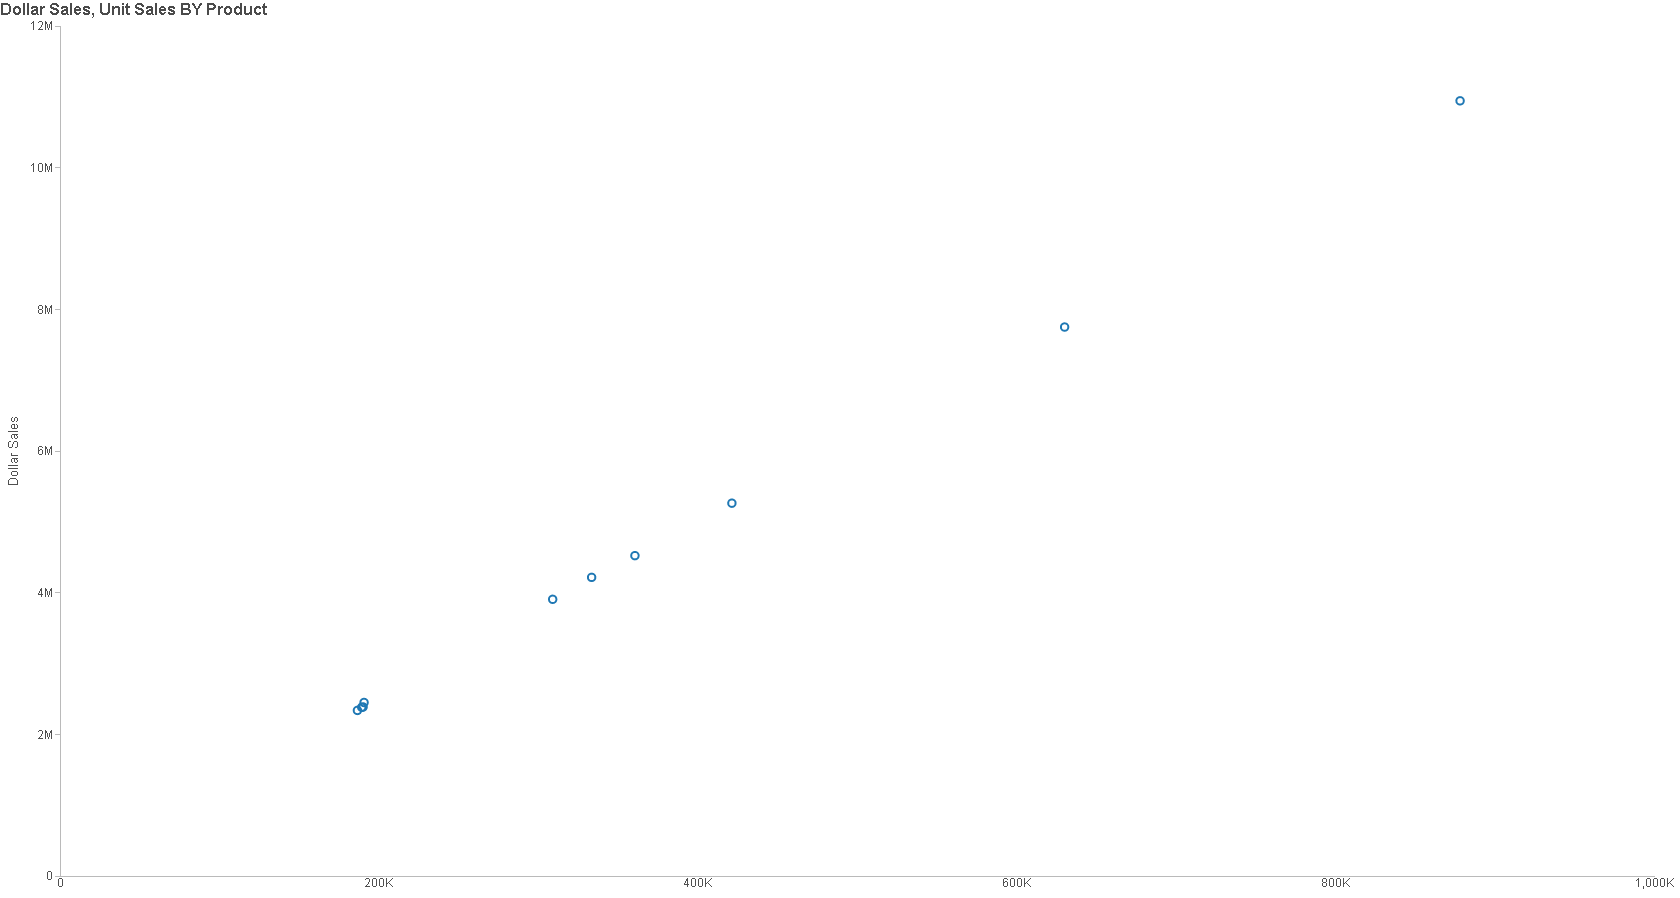 Dollar Sales, Unit Sales BY Product
12M
10M
8M
6M
4M
2M
0
Dollar Sales
0 200K 400K 600K 800K 1,000K